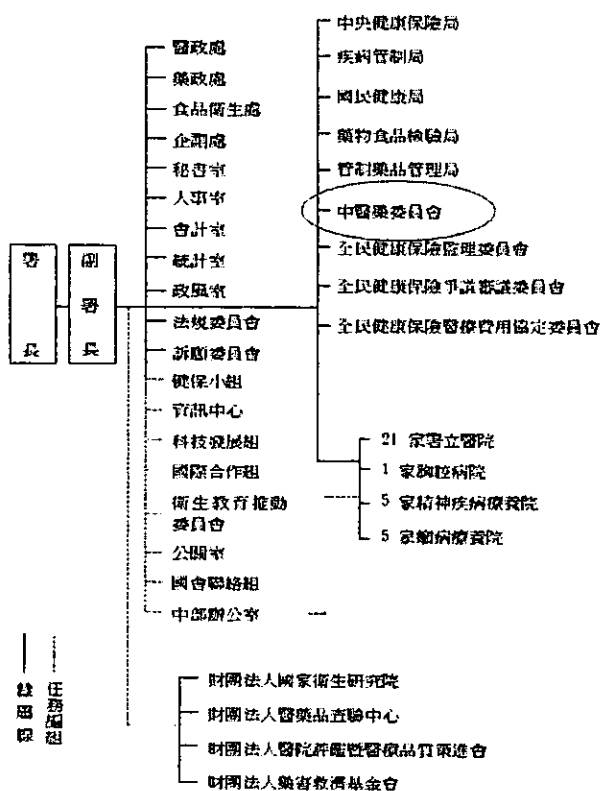 署長
副署長
醫政處
藥政處
食品衛生處
企劃處
秘書室
人事室
會計室
統計室
政風室
法規委員會
訴願委員會
健保小組
資訊中心
科技發展組
國際合作組
衛生教育推動
委員會
公關室
國會聯絡組
中部辦公室
中央健康保險局
疾病管制局
國民健康局
藥物食品檢驗局
管制藥品管理局
中醫藥委員會
全民健康保險監理委員會
全民健康保險爭議審議委員會
全民健康保險醫療費用協定委員會
21 家署立醫院
1 家胸腔病院
5 家精神疾病療養院
5 家癩病療養院
財團法人國家衛生研究院
財團法人醫藥品查驗中心
財團法人醫院評鑑暨醫療品質策進會
財團法人藥害救濟基金會
任務編組